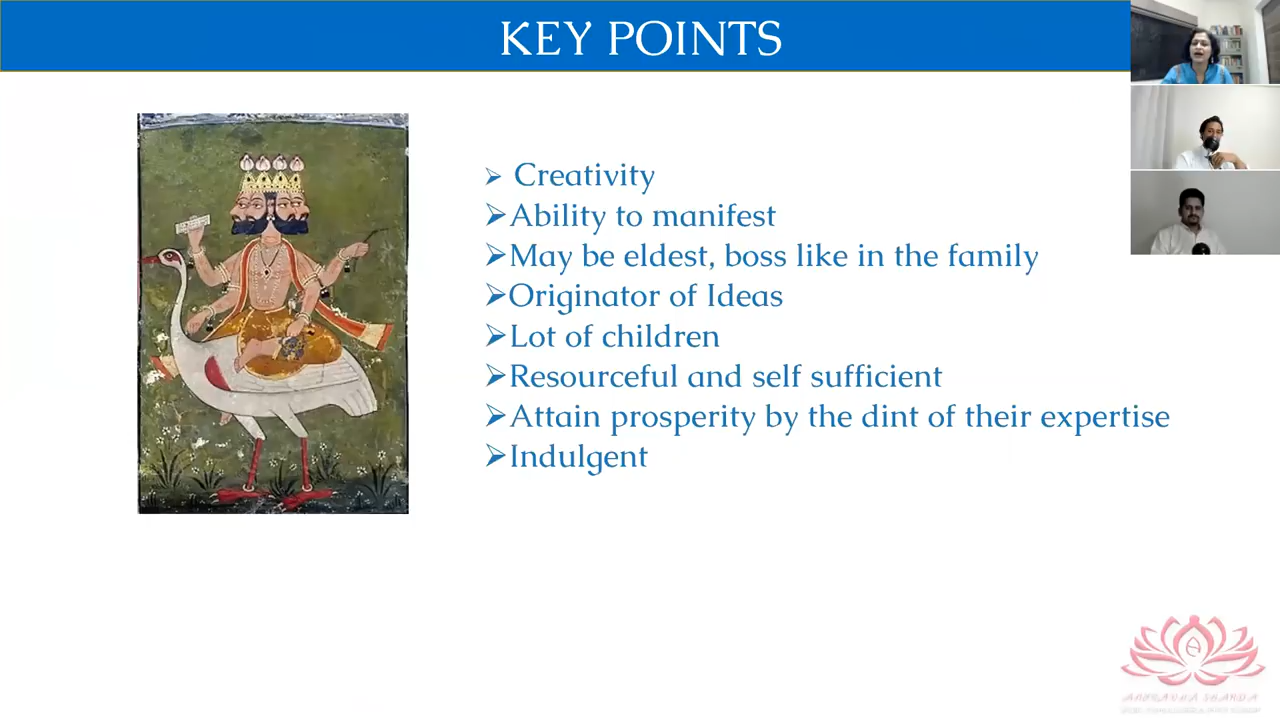 KEY POINTS
➢ Creativity
➢Ability to manifest
➢May be eldest, boss like in the family
➢Originator of Ideas
➢Lot of children
➢Resourceful and self sufficient
➢Attain prosperity by the dint of their expertise
➢Indulgent